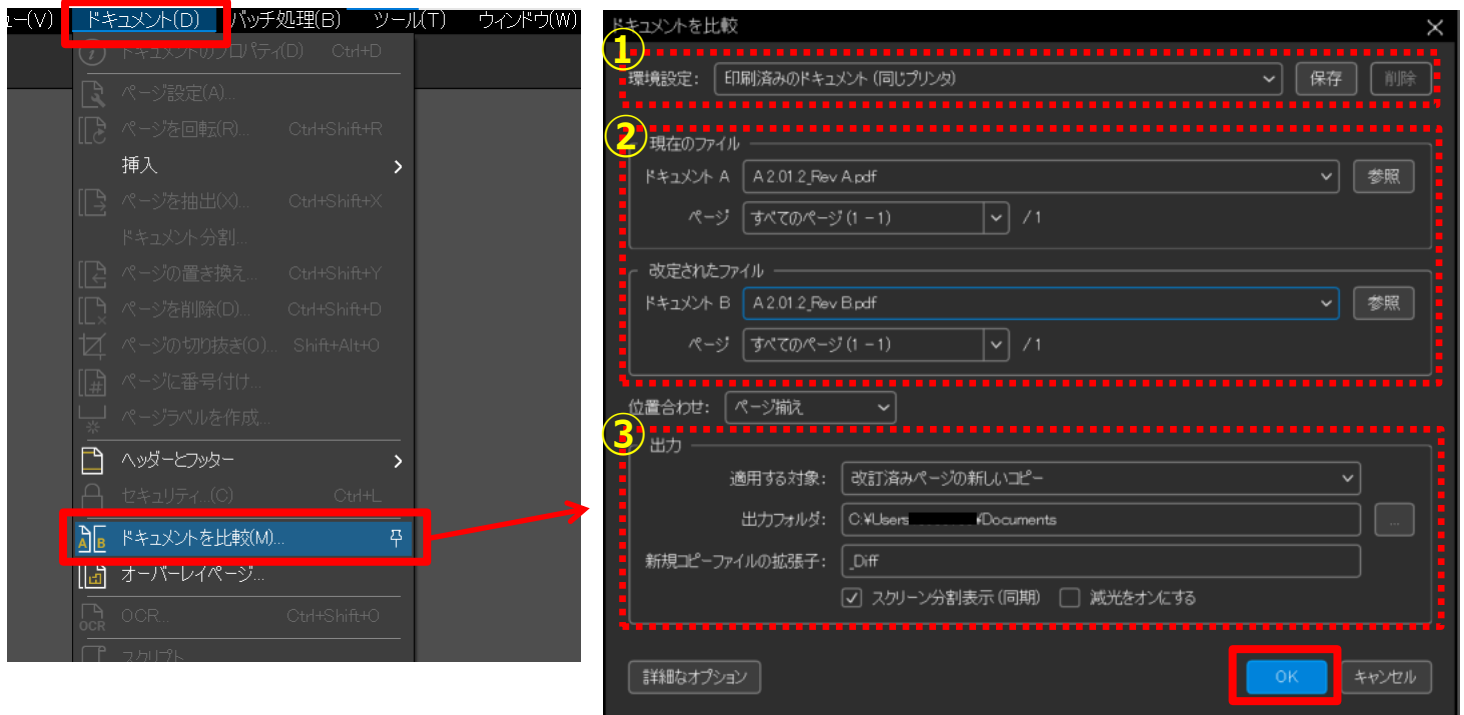 ュー(V) ドキュメント(D) バッチ処理(B) ツール(T) ウィンドウ(W)
ドキュメントのプロパティ(D) Ctrl+D
ページ設定(A)...
ページを回転(R)... Ctrl+Shift+R
挿入
ページを抽出(X)... Ctrl+Shift+X
ドキュメント分割...
ページの置き換え... Ctrl+Shift+Y
ページを削除(D)... Ctrl+Shift+D
ページの切り抜き(O)... Shift+Alt+O
ページに番号付け...
ページラベルを作成...
ヘッダーとフッター
セキュリティ...(C) Ctrl+L
A B ドキュメントを比較(M)...
オーバーレイページ...
OCR OCR... Ctrl+Shift+O
スクリプト
ドキュメントを比較
①
環境設定: 印刷済みのドキュメント (同じプリンタ) 保存 削除
②
現在のファイル
ドキュメント A A2.01.2_Rev A.pdf 参照
ページ すべてのページ (1 - 1) / 1
改定されたファイル
ドキュメント B A2.01.2_Rev B.pdf 参照
ページ すべてのページ (1 - 1) / 1
位置合わせ: ページ揃え
③
出力
適用する対象: 改訂済みページの新しいコピー
出力フォルダ: C:¥Users ¥Documents ...
新規コピーファイルの拡張子: _Diff
スクリーン分割表示 (同期) 減光をオンにする
詳細なオプション OK キャンセル